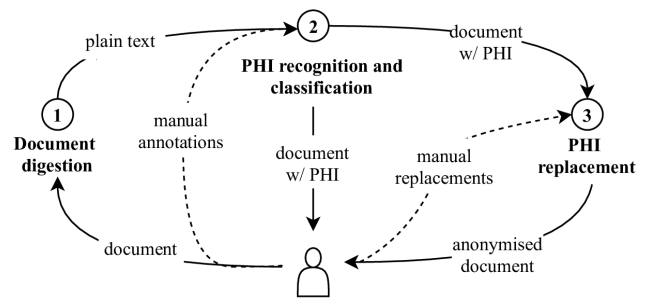 2
plain text
document
w/ PHI
PHI recognition and
classification
1
Document
digestion
manual
annotations
document
w/ PHI
manual
replacements
3
PHI
replacement
document
anonymised
document